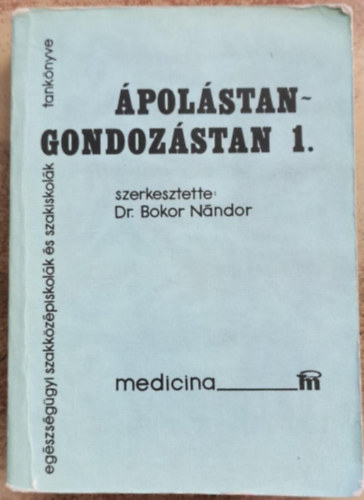 ÁPOLÁSTAN-
GONDOZÁSTAN 1.
szerkesztette:
Dr. Bokor Nándor
medicina
egészségügyi szakközépiskolák és szakiskolák tankönyve